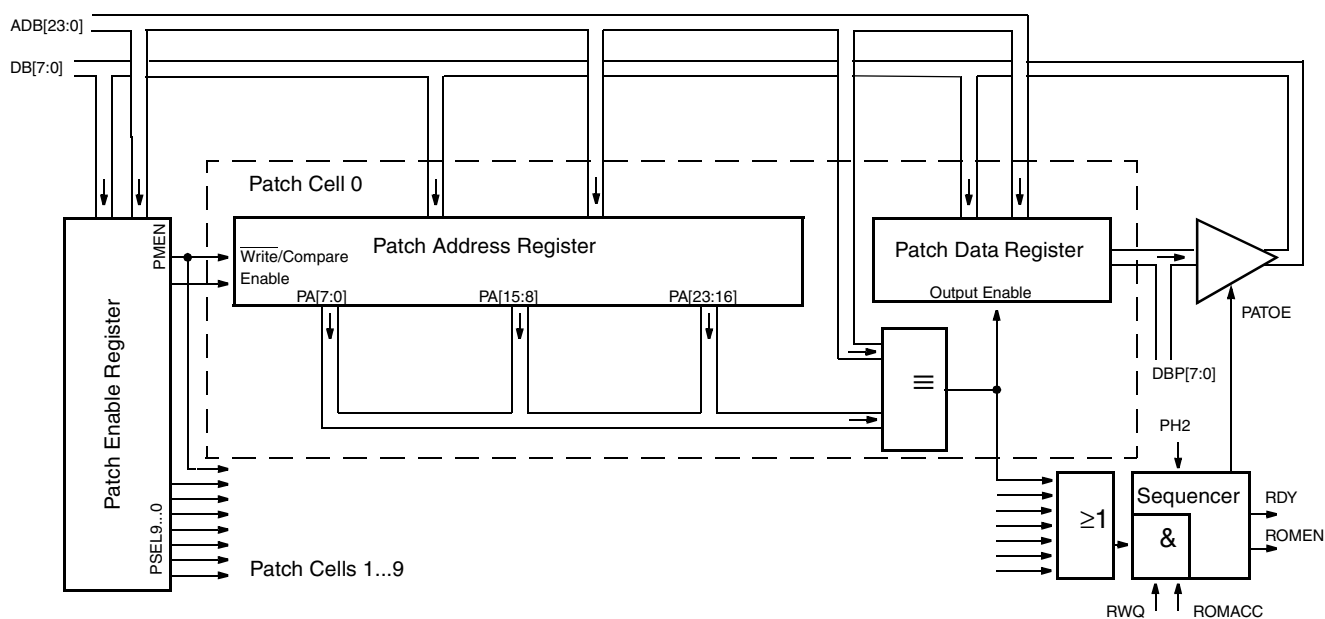 ADB[23:0]
DB[7:0]
Patch Cell 0
PMEN
Patch Address Register
Write/Compare
Enable
PA[7:0]
PA[15:8]
PA[23:16]
Patch Data Register
Output Enable
PATOE
Patch Enable Register
≡
DBP[7:0]
PH2
PSEL9...0
Patch Cells 1...9
≥1
Sequencer
&
RDY
ROMEN
RWQ
ROMACC